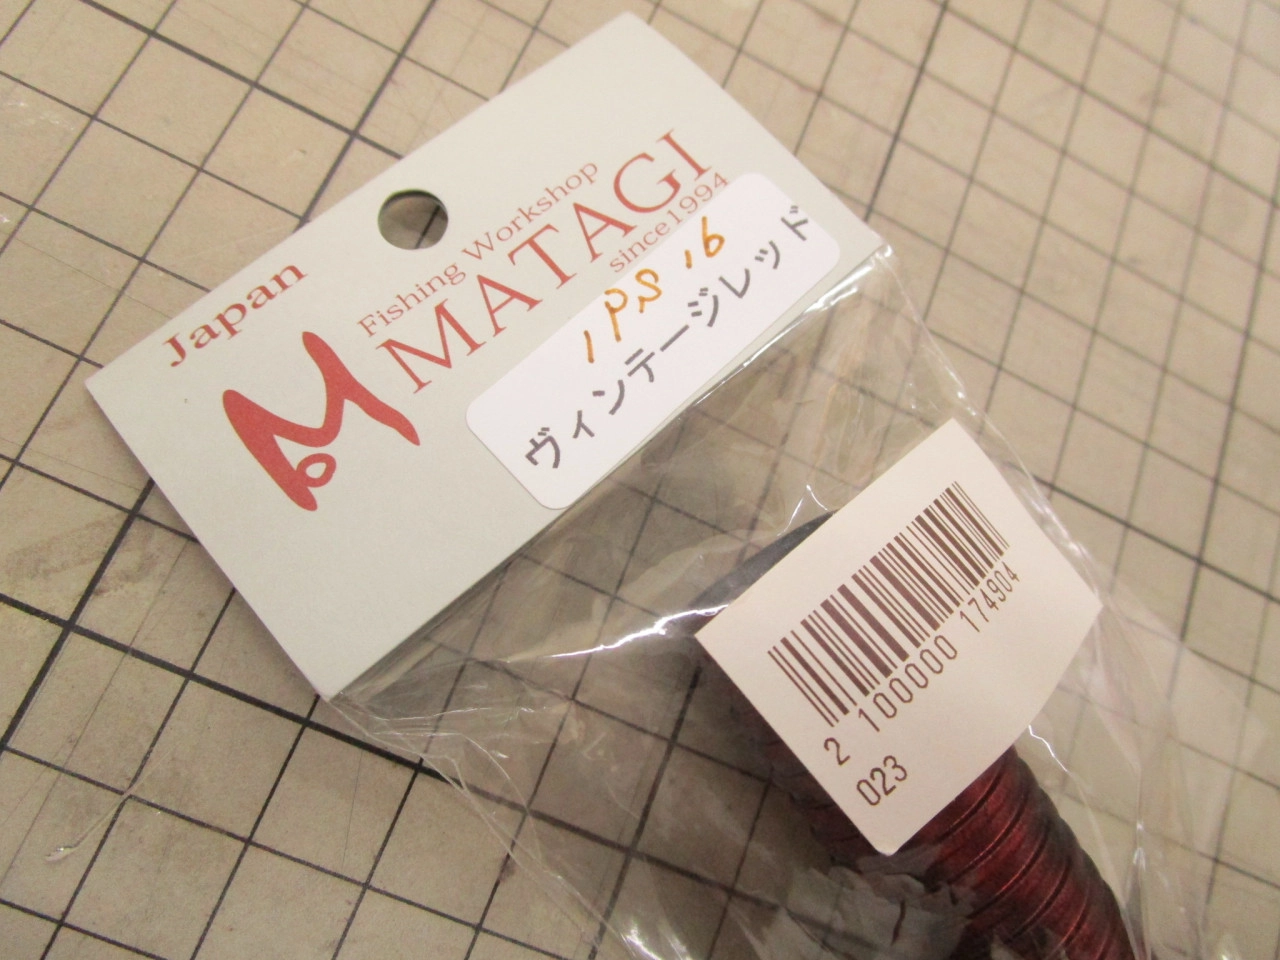 Japan
Fishing Workshop
MATAGI
since1994
IPS 16
ヴィンテージレッド
2 100000 174904
023